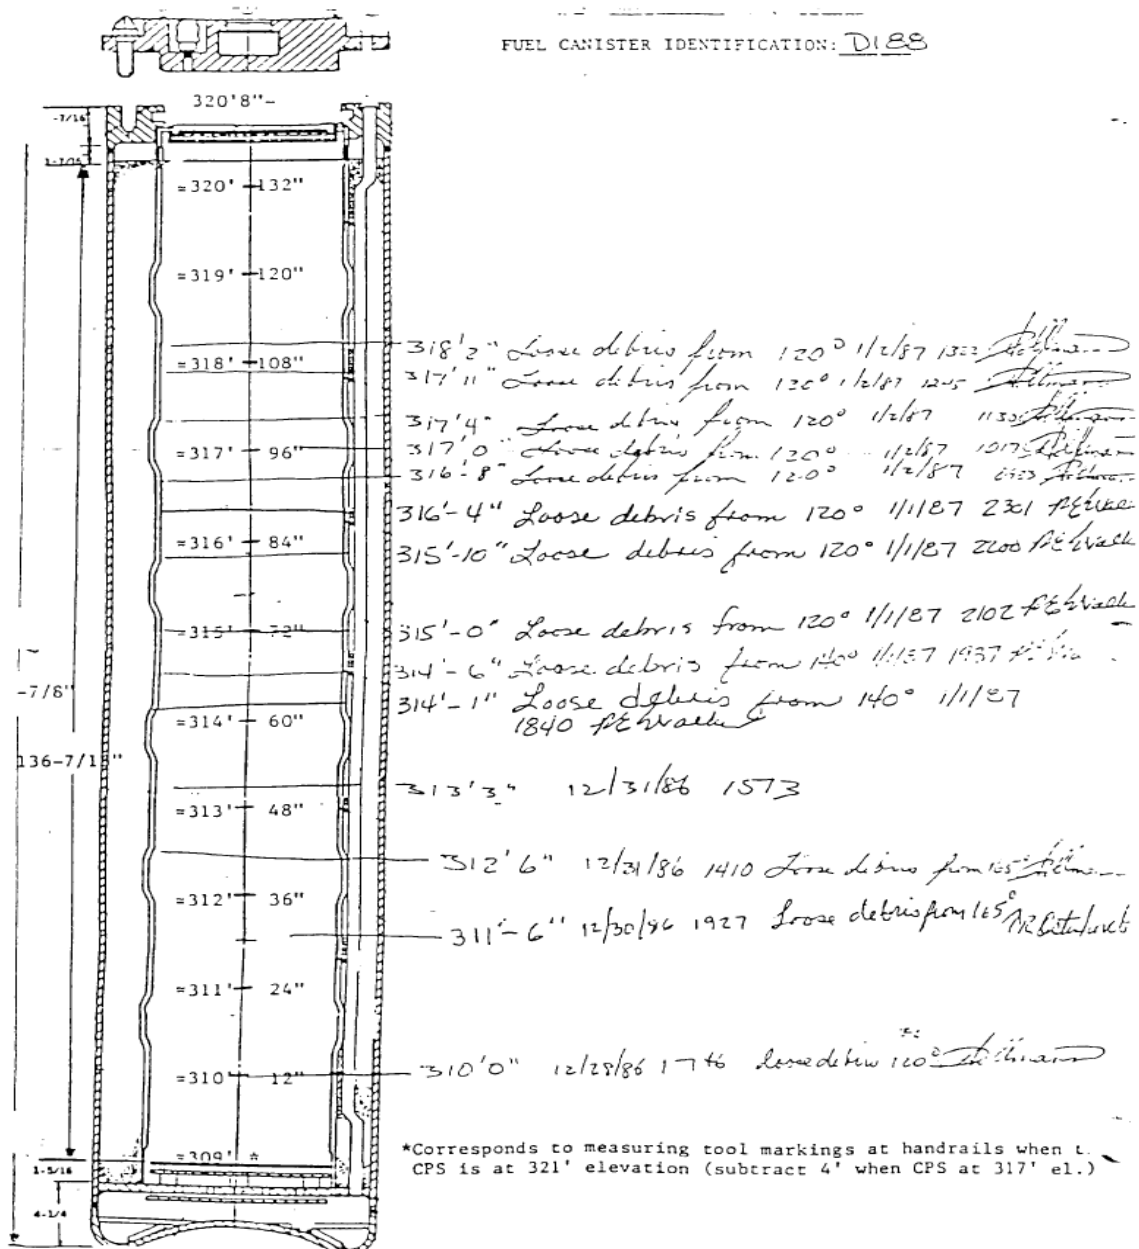 FUEL CANISTER IDENTIFICATION: D188
320'8"-
-7/16
≈320' 132"
≈319' 120"
318'2" Loose debris from 120° 1/2/87
≈318' 108"
317'11" Loose debris from 120° 1/2/87 1245
317'4" Loose debris from 120° 1/2/87
≈317' 96"
317'0" Loose debris from 120° 1/2/87 1017
316'-8" Loose debris from 120° 1/2/87
316'-4" Loose debris from 120° 1/1/87 2301
≈316' 84"
315'-10" Loose debris from 120° 1/1/87 2200
≈315' 72"
315'-0" Loose debris from 120° 1/1/87 2102
314'-6" Loose debris from 140° 1/1/87 1937
-7/8"
314'-1" Loose debris from 140° 1/1/87
1840
≈314' 60"
313'3" 12/31/86 1573
≈313' 48"
312'6" 12/31/86 1410 Loose debris from 165°
≈312' 36"
311'-6" 12/30/86 1927 Loose debris from 165°
≈311' 24"
310'0" 12/28/86 loose debris 120°
≈310' 12"
≈309' *
1-5/16
4-1/4
*Corresponds to measuring tool markings at handrails when
CPS is at 321' elevation (subtract 4' when CPS at 317' el.)